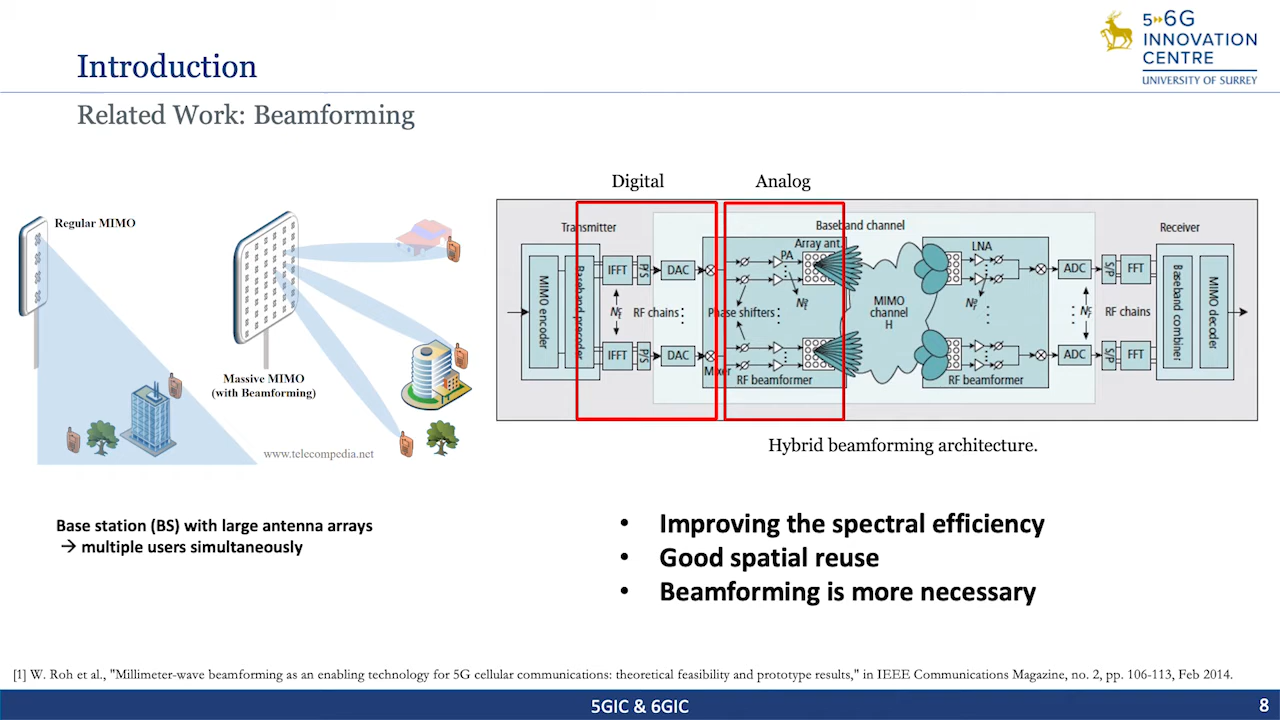 5G 6G
INNOVATION
CENTRE
UNIVERSITY OF SURREY
Introduction
Related Work: Beamforming
Regular MIMO
Massive MIMO
(with Beamforming)
www.telecompedia.net
Digital
Analog
Transmitter
Baseband channel
Receiver
Array ant.
PA
LNA
MIMO encoder
Baseband precoder
IFFT
P/S
DAC
ADC
S/P
FFT
RF chains
Phase shifters
MIMO
channel
H
RF chains
Baseband combiner
MIMO decoder
IFFT
P/S
DAC
Mixer
RF beamformer
RF beamformer
ADC
S/P
FFT
Hybrid beamforming architecture.
Base station (BS) with large antenna arrays
→ multiple users simultaneously
• Improving the spectral efficiency
• Good spatial reuse
• Beamforming is more necessary
[1] W. Roh et al., "Millimeter-wave beamforming as an enabling technology for 5G cellular communications: theoretical feasibility and prototype results," in IEEE Communications Magazine, no. 2, pp. 106-113, Feb 2014.
5GIC & 6GIC
8